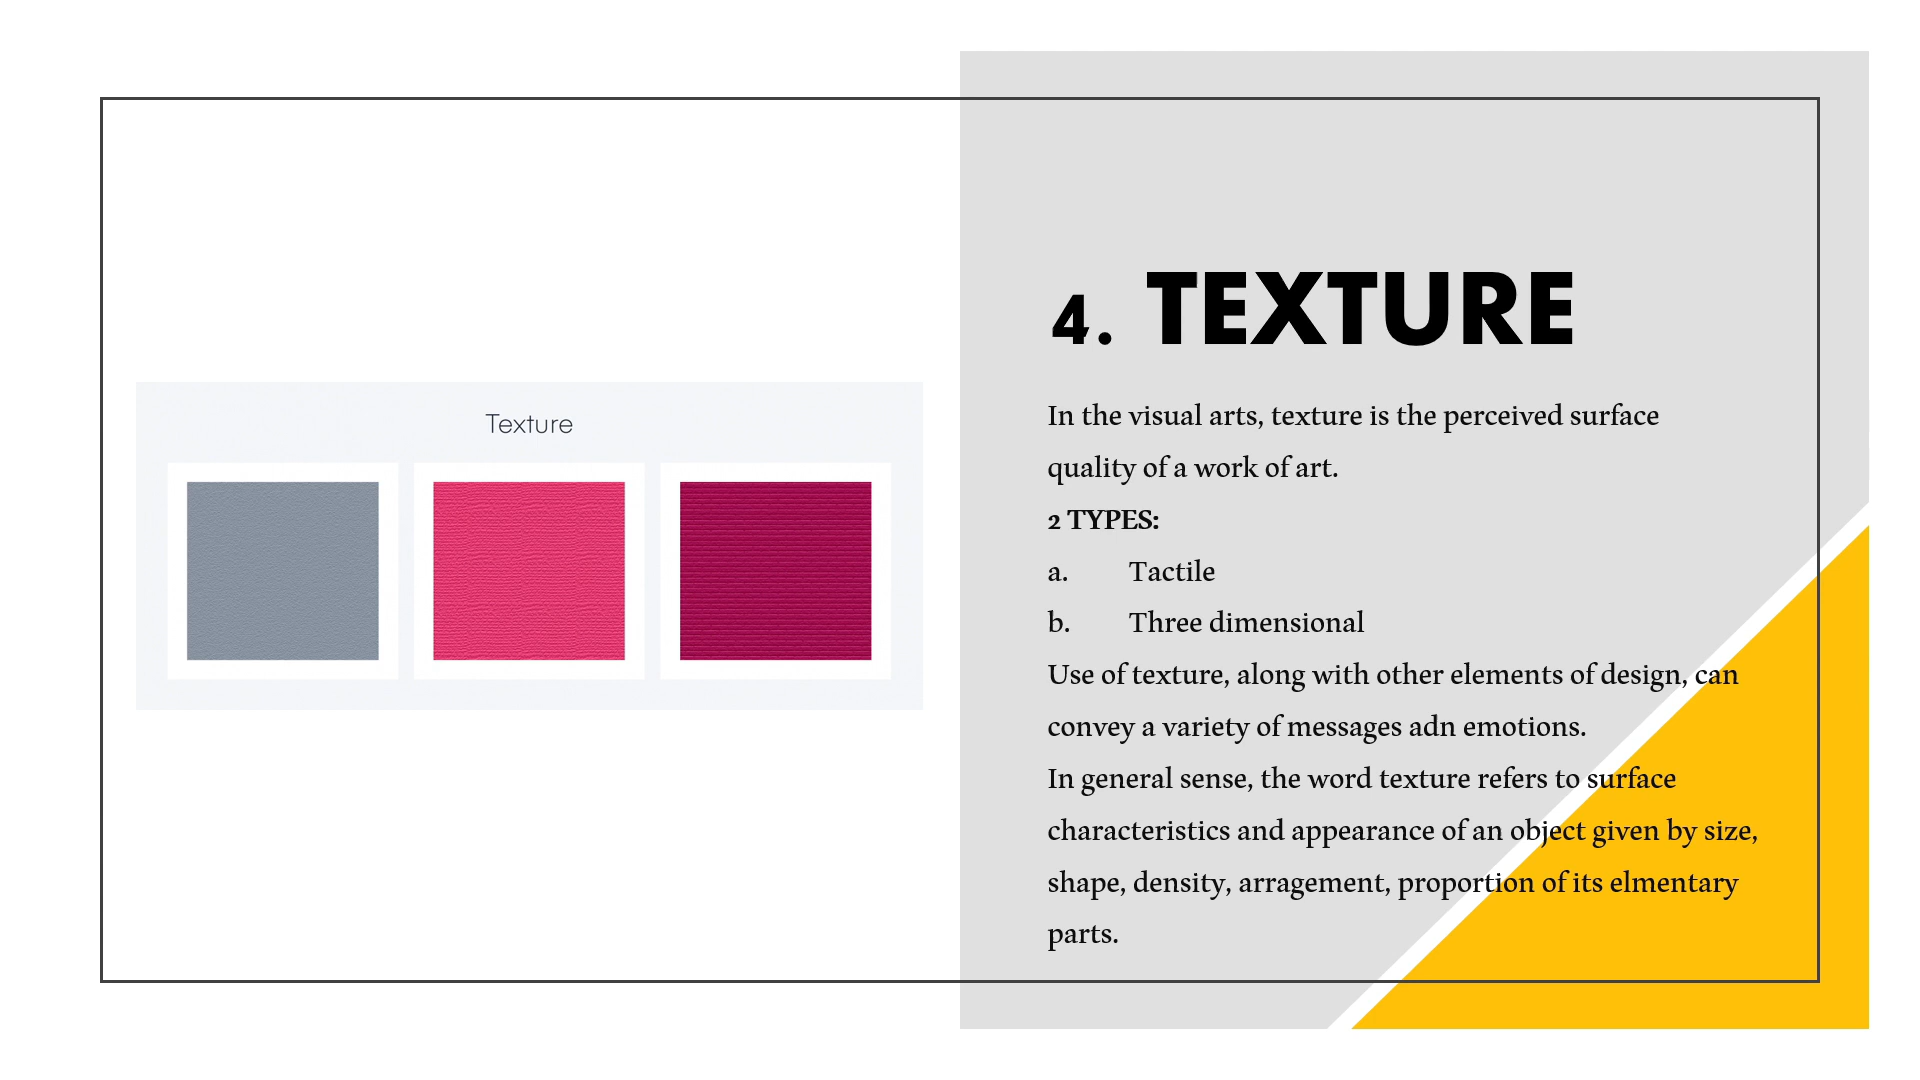 Texture
4. TEXTURE
In the visual arts, texture is the perceived surface
quality of a work of art.
2 TYPES:
a. Tactile
b. Three dimensional
Use of texture, along with other elements of design, can
convey a variety of messages adn emotions.
In general sense, the word texture refers to surface
characteristics and appearance of an object given by size,
shape, density, arragement, proportion of its elmentary
parts.